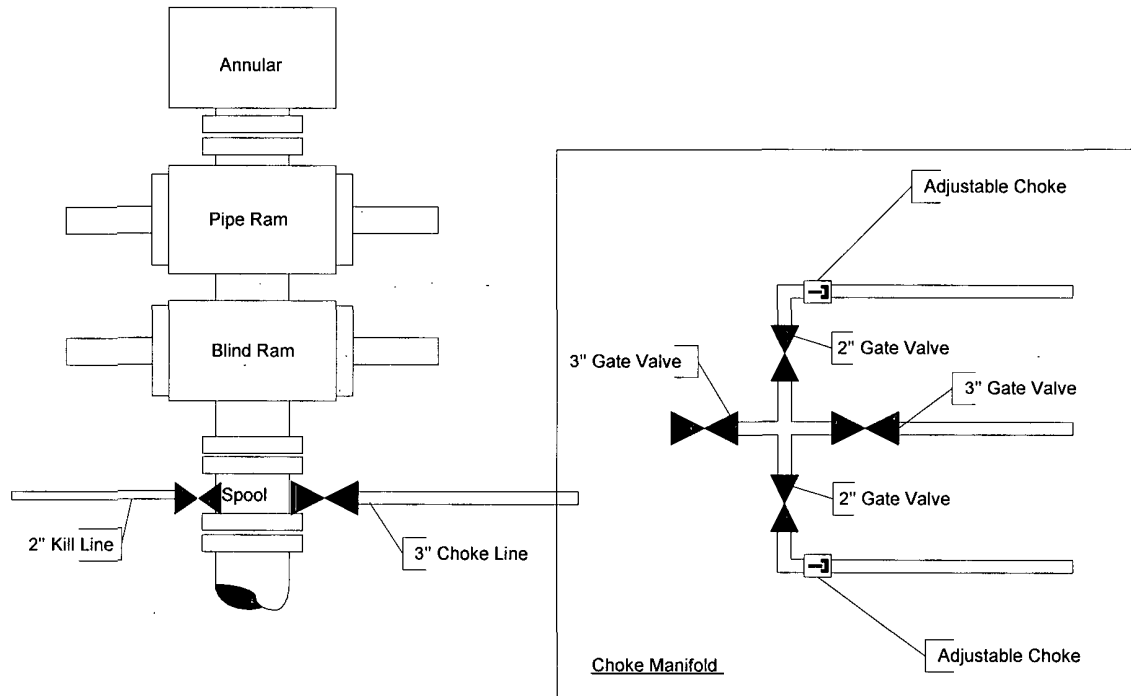 Annular
Pipe Ram
Blind Ram
Spool
2" Kill Line
3" Choke Line
Adjustable Choke
2" Gate Valve
3" Gate Valve
3" Gate Valve
2" Gate Valve
Adjustable Choke
Choke Manifold